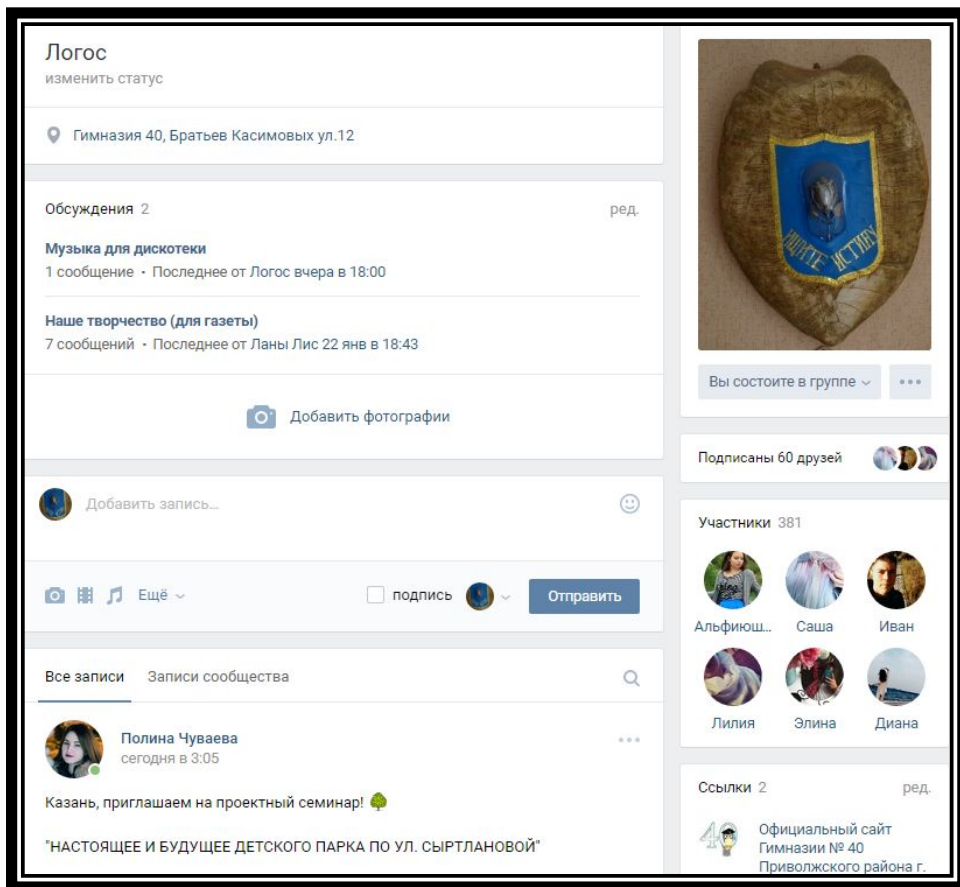 Логос
изменить статус
Гимназия 40, Братьев Касимовых ул.12
Обсуждения 2
ред.
Музыка для дискотеки
1 сообщение · Последнее от Логос вчера в 18:00
Наше творчество (для газеты)
7 сообщений · Последнее от Ланы Лис 22 янв в 18:43
Добавить фотографии
Добавить запись...
Ещё
подпись
Отправить
Все записи Записи сообщества
Полина Чуваева
сегодня в 3:05
Казань, приглашаем на проектный семинар! 🌳
"НАСТОЯЩЕЕ И БУДУЩЕЕ ДЕТСКОГО ПАРКА ПО УЛ. СЫРТЛАНОВОЙ"
ИЩИТЕ ИСТИНУ
Вы состоите в группе
Подписаны 60 друзей
Участники 381
Альфиюш... Саша Иван
Лилия Элина Диана
Ссылки 2
ред.
40
Официальный сайт
Гимназии № 40
Приволжского района г.